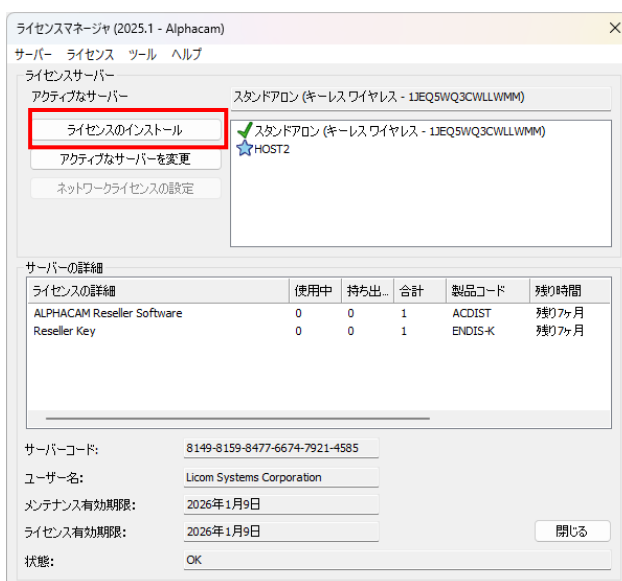 ライセンスマネージャ (2025.1 - Alphacam)
サーバー ライセンス ツール ヘルプ
ライセンスサーバー
アクティブなサーバー スタンドアロン (キーレス ワイヤレス - 1JEQ5WQ3CWLLWMM)
ライセンスのインストール
スタンドアロン (キーレス ワイヤレス - 1JEQ5WQ3CWLLWMM)
HOST2
アクティブなサーバーを変更
ネットワークライセンスの設定
サーバーの詳細
ライセンスの詳細 使用中 持ち出... 合計 製品コード 残り時間
ALPHACAM Reseller Software 0 0 1 ACDIST 残り7ヶ月
Reseller Key 0 0 1 ENDIS-K 残り7ヶ月
サーバーコード: 8149-8159-8477-6674-7921-4585
ユーザー名: Licom Systems Corporation
メンテナンス有効期限: 2026年1月9日
ライセンス有効期限: 2026年1月9日
閉じる
状態: OK